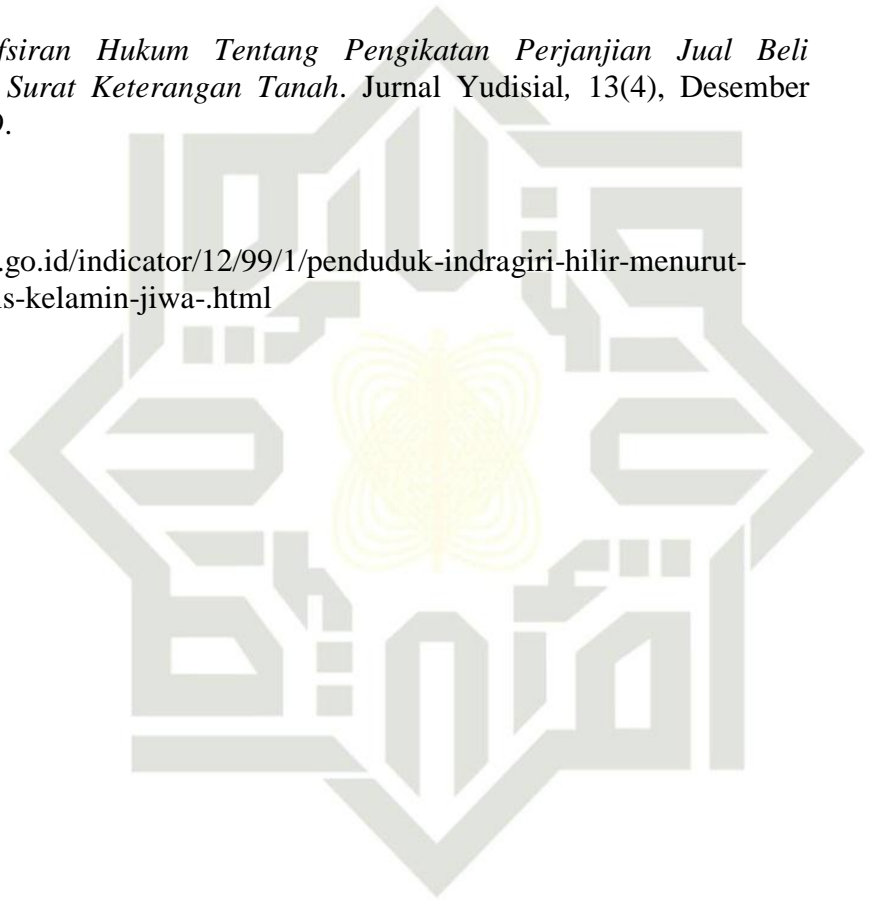 fsiran Hukum Tentang Pengikatan Perjanjian Jual Beli
Surat Keterangan Tanah. Jurnal Yudisial, 13(4), Desember
.go.id/indicator/12/99/1/penduduk-indragiri-hilir-menurut-
is-kelamin-jiwa-.html